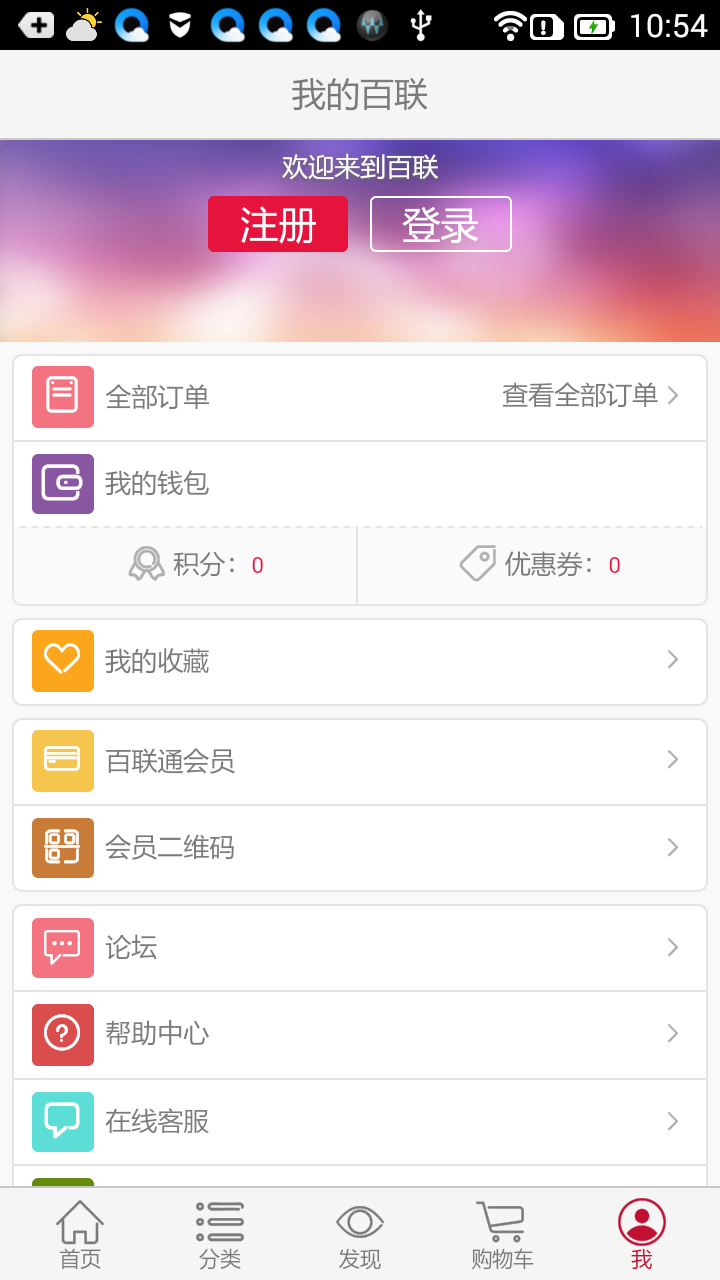 10:54
我的百联
欢迎来到百联
注册 登录
全部订单 查看全部订单
我的钱包
积分：0 优惠券：0
我的收藏
百联通会员
会员二维码
论坛
帮助中心
在线客服
首页 分类 发现 购物车 我